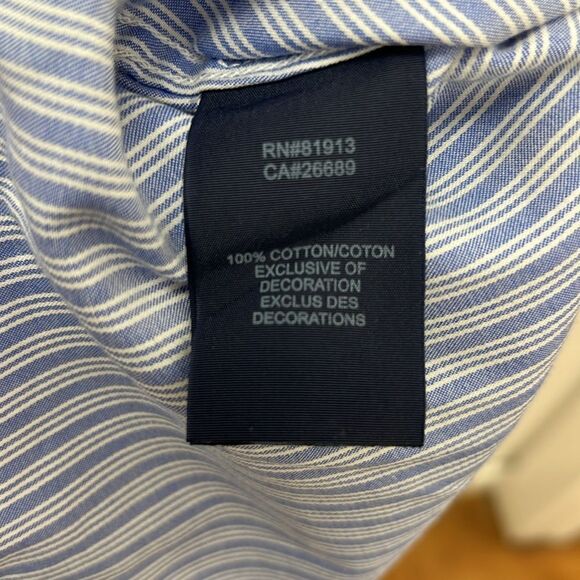 RN#81913
CA#26689
100% COTTON/COTON
EXCLUSIVE OF
DECORATION
EXCLUS DES
DECORATIONS